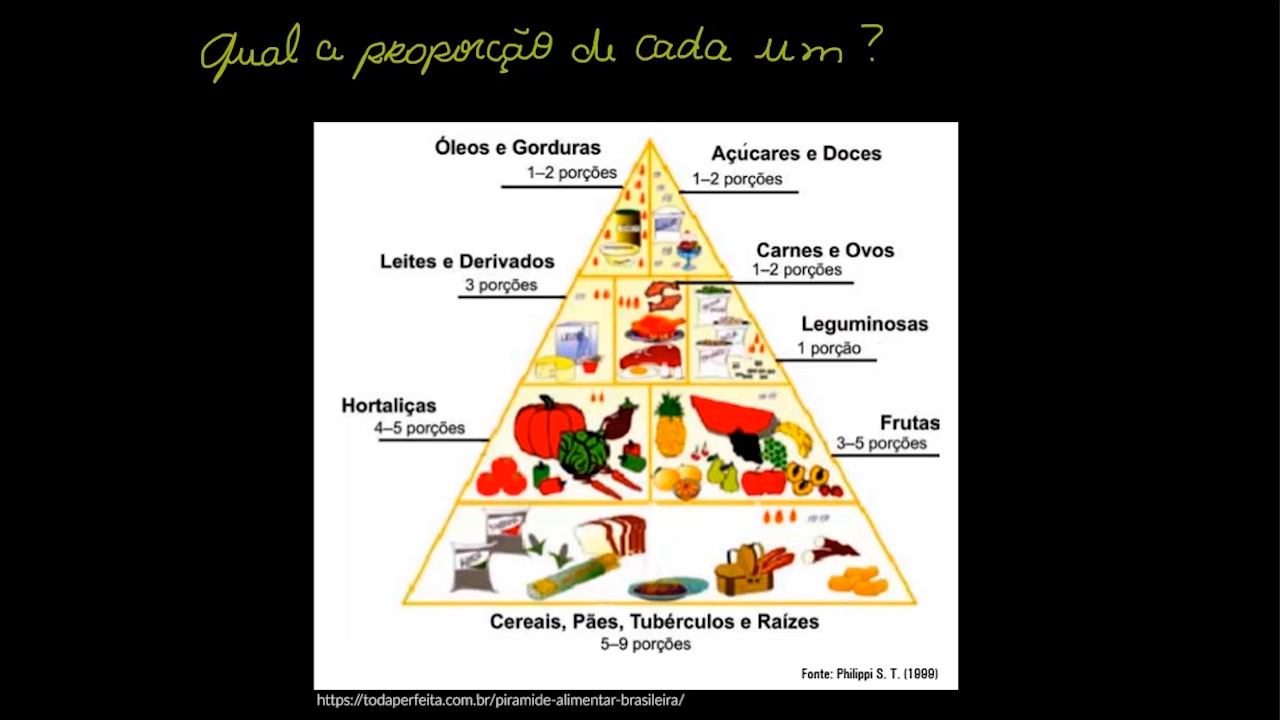 Qual a proporção de cada um?
Óleos e Gorduras
1–2 porções
Açúcares e Doces
1–2 porções
Leites e Derivados
3 porções
Carnes e Ovos
1–2 porções
Leguminosas
1 porção
Hortaliças
4–5 porções
Frutas
3–5 porções
Cereais, Pães, Tubérculos e Raízes
5–9 porções
Fonte: Philippi S. T. (1999)
https://todaperfeita.com.br/piramide-alimentar-brasileira/